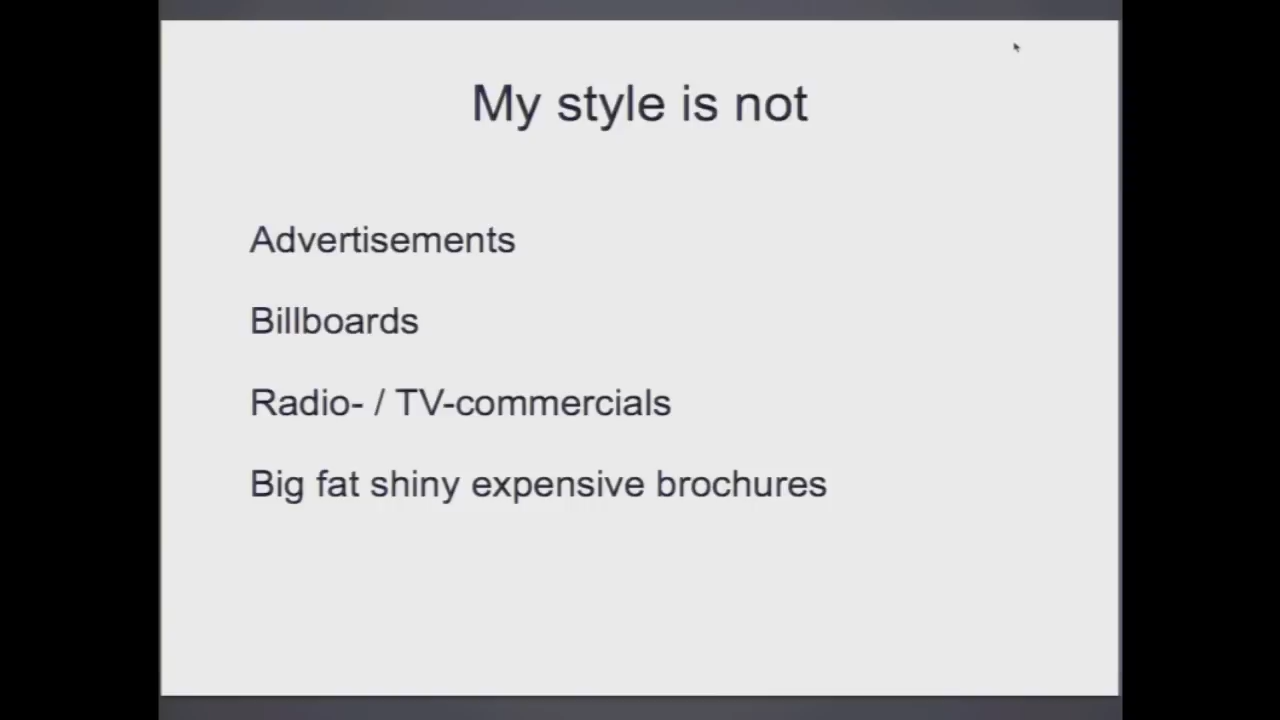 My style is not
Advertisements
Billboards
Radio- / TV-commercials
Big fat shiny expensive brochures